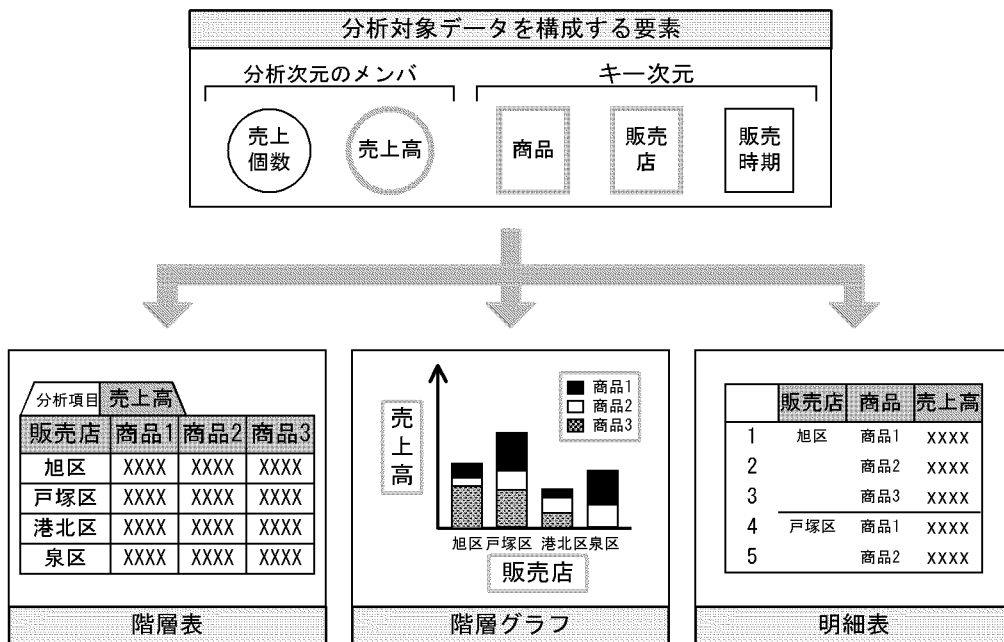 分析対象データを構成する要素
分析次元のメンバ
キー次元
売上
個数
売上高
商品
販売
店
販売
時期
分析項目 売上高
販売店 商品1 商品2 商品3
旭区 XXXX XXXX XXXX
戸塚区 XXXX XXXX XXXX
港北区 XXXX XXXX XXXX
泉区 XXXX XXXX XXXX
階層表
売上高
商品1
商品2
商品3
旭区 戸塚区 港北区 泉区
販売店
階層グラフ
販売店 商品 売上高
1 旭区 商品1 XXXX
2 商品2 XXXX
3 商品3 XXXX
4 戸塚区 商品1 XXXX
5 商品2 XXXX
明細表